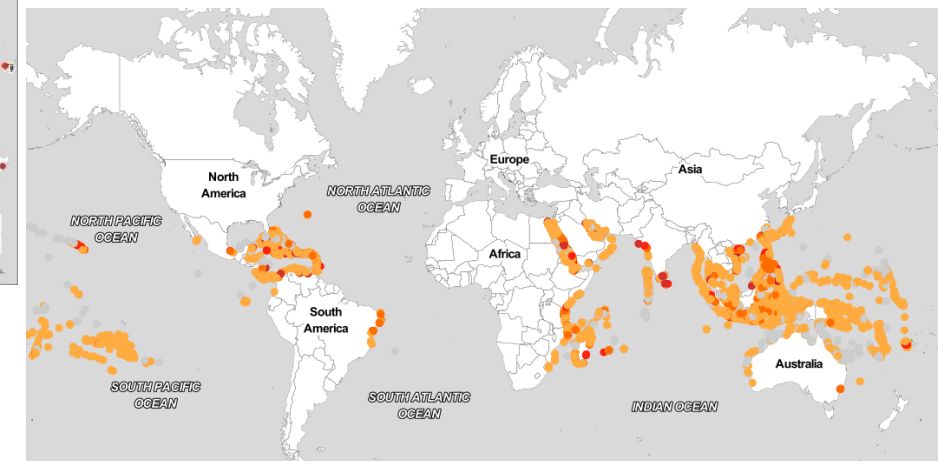 North
America
NORTH PACIFIC
OCEAN
NORTH ATLANTIC
OCEAN
Europe
Asia
Africa
South
America
SOUTH PACIFIC
OCEAN
SOUTH ATLANTIC
OCEAN
INDIAN OCEAN
Australia